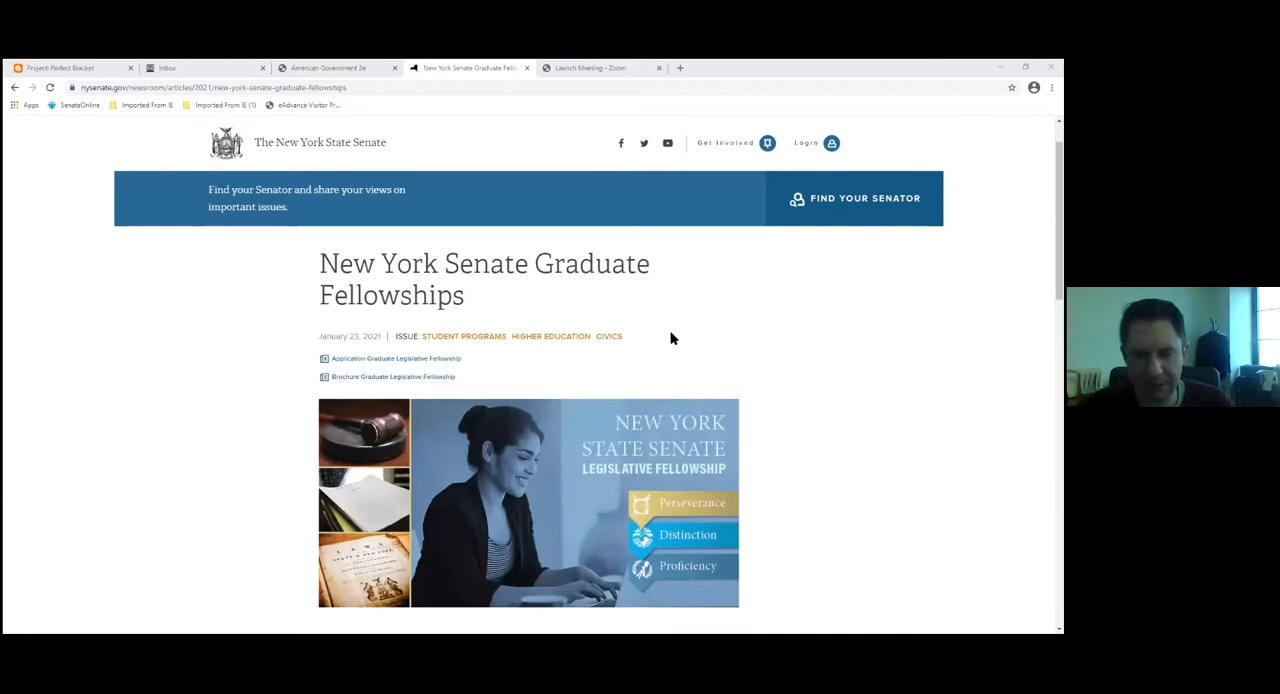 Project: Perfect Bracket
Inbox
American Government 2e
New York Senate Graduate Fello
Launch Meeting - Zoom
nysenate.gov/newsroom/articles/2021/new-york-senate-graduate-fellowships
Apps
SenateOnline
Imported From IE
Imported From IE (1)
eAdvance Visitor Pr...
The New York State Senate
Get Involved
Login
Find your Senator and share your views on
important issues.
FIND YOUR SENATOR
New York Senate Graduate
Fellowships
January 23, 2021 | ISSUE: STUDENT PROGRAMS HIGHER EDUCATION CIVICS
Application Graduate Legislative Fellowship
Brochure Graduate Legislative Fellowship
NEW YORK
STATE SENATE
LEGISLATIVE FELLOWSHIP
Perseverance
Distinction
Proficiency
LAWS